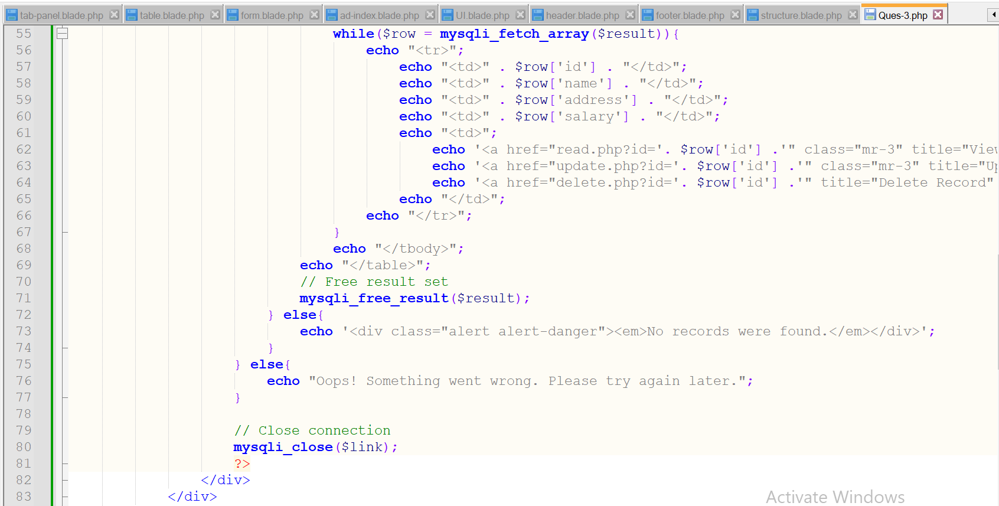 tab-panel.blade.php table.blade.php form.blade.php ad-index.blade.php UI.blade.php header.blade.php footer.blade.php structure.blade.php Ques-3.php
55 while($row = mysqli_fetch_array($result)){
56 echo "<tr>";
57 echo "<td>" . $row['id'] . "</td>";
58 echo "<td>" . $row['name'] . "</td>";
59 echo "<td>" . $row['address'] . "</td>";
60 echo "<td>" . $row['salary'] . "</td>";
61 echo "<td>";
62 echo '<a href="read.php?id='. $row['id'] .'" class="mr-3" title="View
63 echo '<a href="update.php?id='. $row['id'] .'" class="mr-3" title="Up
64 echo '<a href="delete.php?id='. $row['id'] .'" title="Delete Record"
65 echo "</td>";
66 echo "</tr>";
67 }
68 echo "</tbody>";
69 echo "</table>";
70 // Free result set
71 mysqli_free_result($result);
72 } else{
73 echo '<div class="alert alert-danger"><em>No records were found.</em></div>';
74 }
75 } else{
76 echo "Oops! Something went wrong. Please try again later.";
77 }
78
79 // Close connection
80 mysqli_close($link);
81 ?>
82 </div>
83 </div>
Activate Windows